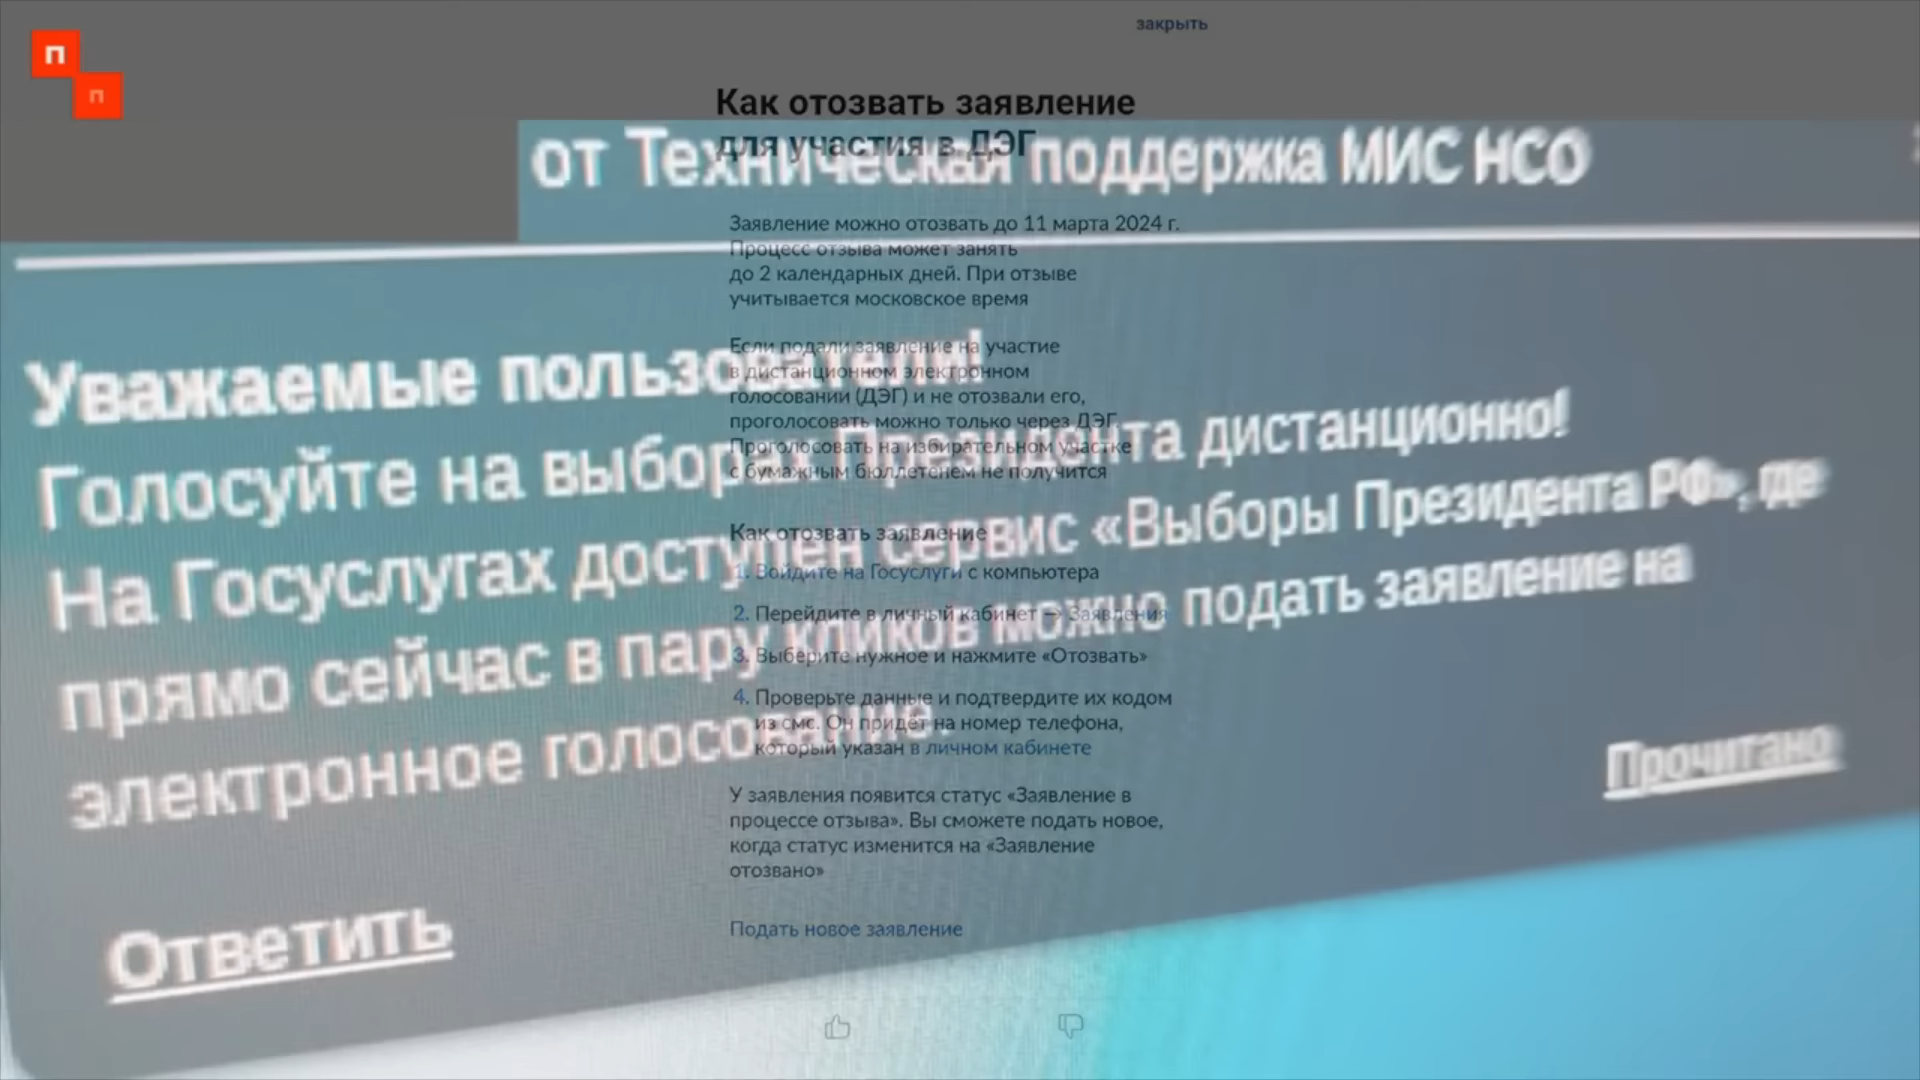 П
П
закрыть
Как отозвать заявление
для участия в ДЭГ
от Техническая поддержка МИС НСО
Заявление можно отозвать до 11 марта 2024 г.
Процесс отзыва может занять
до 2 календарных дней. При отзыве
учитывается московское время
Если подали заявление на участие
в дистанционном электронном
голосовании (ДЭГ) и не отозвали его,
проголосовать можно только через ДЭГ.
Проголосовать на избирательном участке
с бумажным бюллетенем не получится
Как отозвать заявление
1. Войдите на Госуслуги с компьютера
2. Перейдите в личный кабинет → Заявления
3. Выберите нужное и нажмите «Отозвать»
4. Проверьте данные и подтвердите их кодом
из смс. Он придёт на номер телефона,
который указан в личном кабинете
У заявления появится статус «Заявление в
процессе отзыва». Вы сможете подать новое,
когда статус изменится на «Заявление
отозвано»
Подать новое заявление
Уважаемые пользователи!
Голосуйте на выборах Президента дистанционно!
На Госуслугах доступен сервис «Выборы Президента РФ», где
прямо сейчас в пару кликов можно подать заявление на
электронное голосование.
Прочитано
Ответить